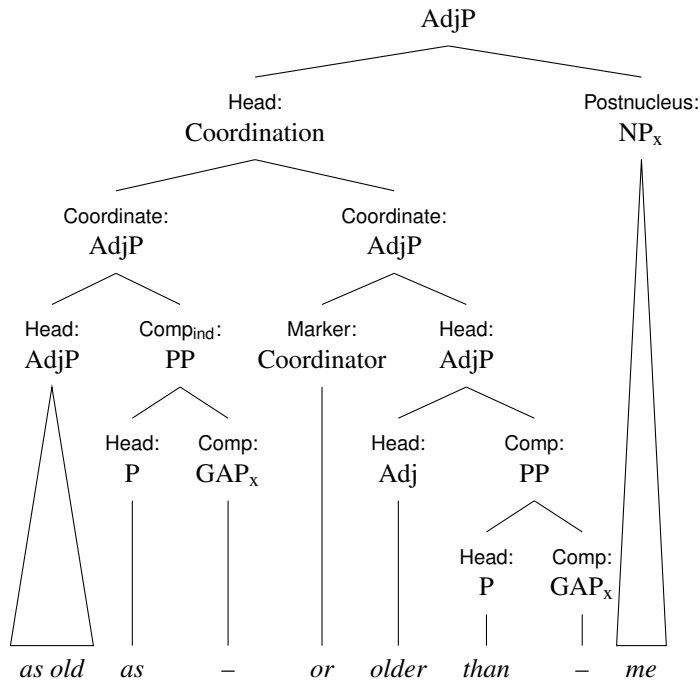 AdjP
Head: Postnucleus:
Coordination NPx
Coordinate: Coordinate:
AdjP AdjP
Head: Compind: Marker: Head:
AdjP PP Coordinator AdjP
Head: Comp: Head: Comp:
P GAPx Adj PP
Head: Comp:
P GAPx
as old as – or older than – me